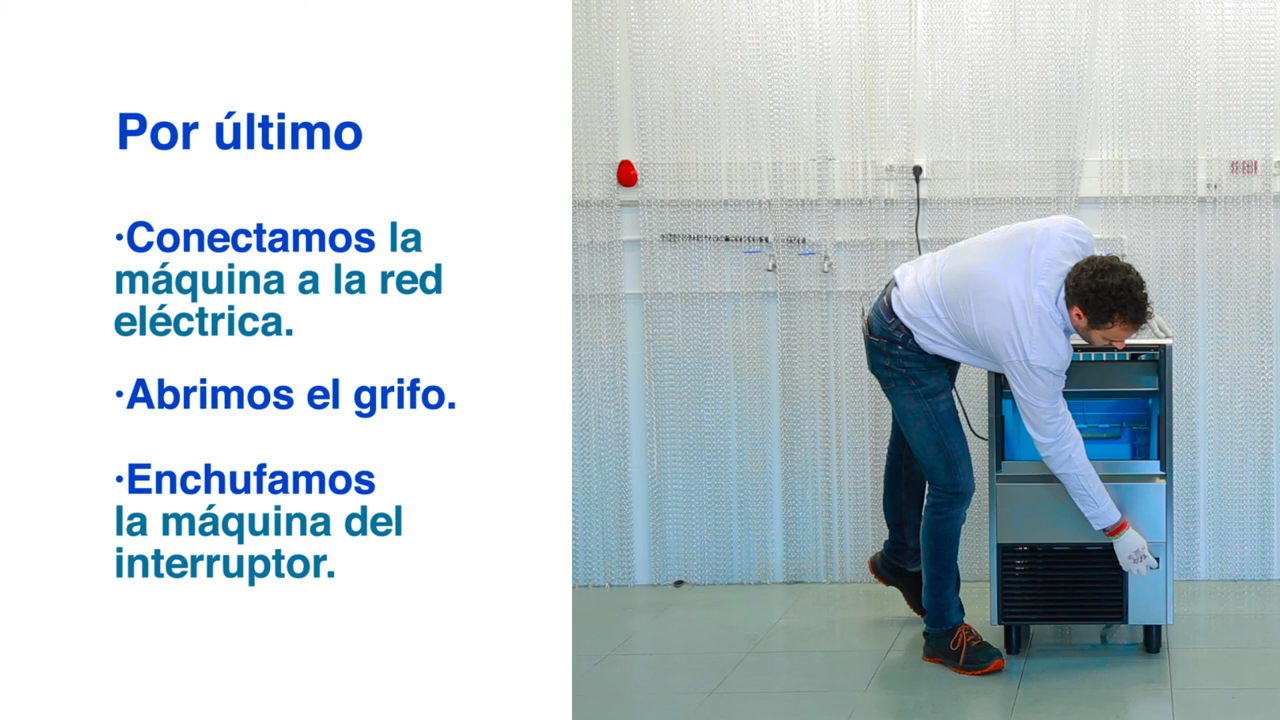 Por último
·Conectamos la
máquina a la red
eléctrica.
·Abrimos el grifo.
·Enchufamos
la máquina del
interruptor.